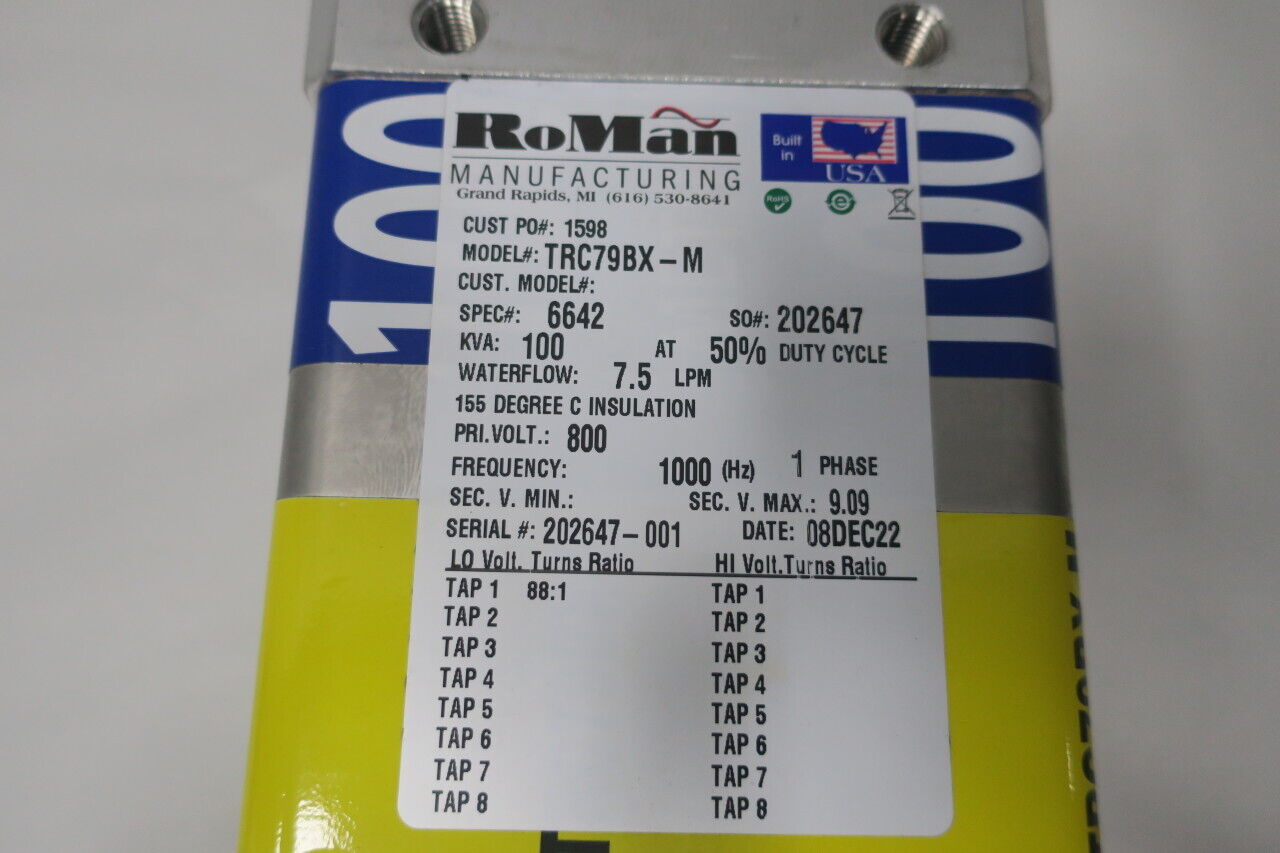 100
100
RoMan
MANUFACTURING
Grand Rapids, MI (616) 530-8641
Built in USA
RoHS
e
CUST PO#: 1598
MODEL#: TRC79BX-M
CUST. MODEL#:
SPEC#: 6642 SO#: 202647
KVA: 100 AT 50% DUTY CYCLE
WATERFLOW: 7.5 LPM
155 DEGREE C INSULATION
PRI.VOLT.: 800
FREQUENCY: 1000 (Hz) 1 PHASE
SEC. V. MIN.: SEC. V. MAX.: 9.09
SERIAL #: 202647-001 DATE: 08DEC22
LO Volt. Turns Ratio HI Volt.Turns Ratio
TAP 1 88:1 TAP 1
TAP 2 TAP 2
TAP 3 TAP 3
TAP 4 TAP 4
TAP 5 TAP 5
TAP 6 TAP 6
TAP 7 TAP 7
TAP 8 TAP 8